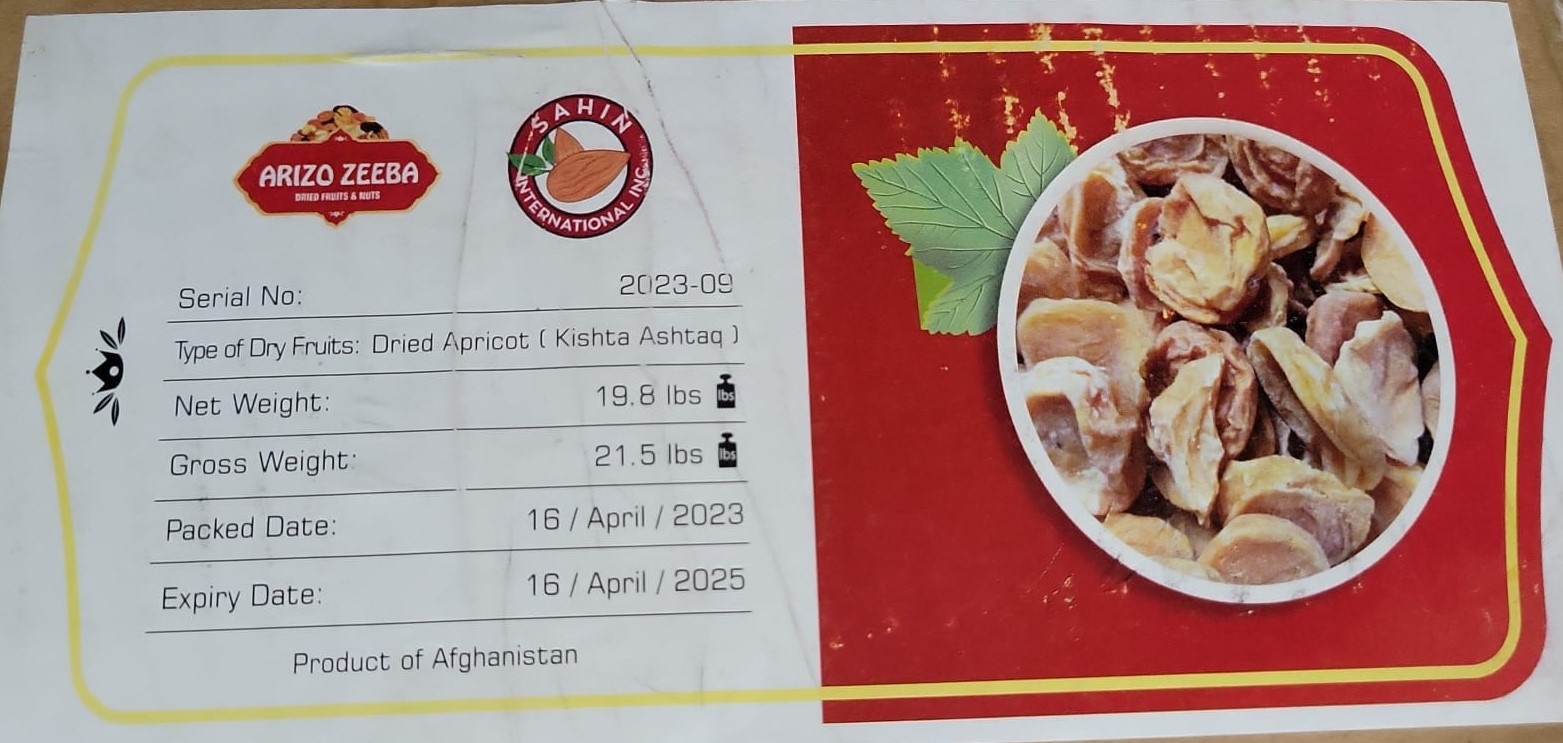 ARIZO ZEEBA
DRIED FRUITS & NUTS
SAHIN
INTERNATIONAL INC.
Serial No: 2023-09
Type of Dry Fruits: Dried Apricot ( Kishta Ashtaq )
Net Weight: 19.8 lbs lbs
Gross Weight: 21.5 lbs lbs
Packed Date: 16 / April / 2023
Expiry Date: 16 / April / 2025
Product of Afghanistan